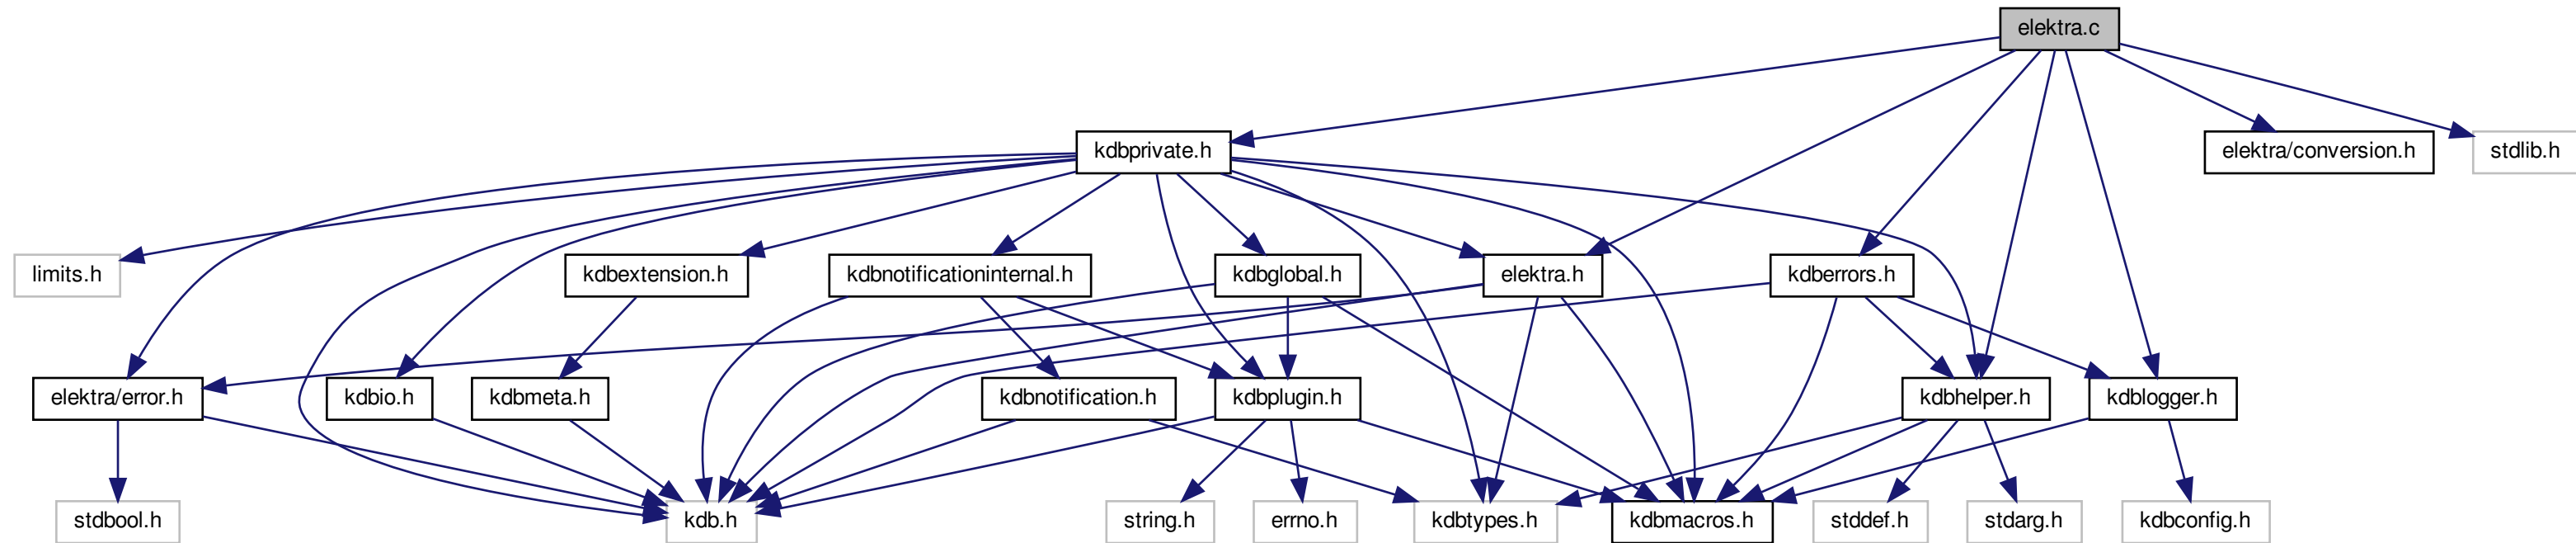 elektra.c
kdbprivate.h
elektra/conversion.h
stdlib.h
limits.h
kdbextension.h
kdbnotificationinternal.h
kdbglobal.h
elektra.h
kdberrors.h
elektra/error.h
kdbio.h
kdbmeta.h
kdbnotification.h
kdbplugin.h
kdbhelper.h
kdblogger.h
stdbool.h
kdb.h
string.h
errno.h
kdbtypes.h
kdbmacros.h
stddef.h
stdarg.h
kdbconfig.h